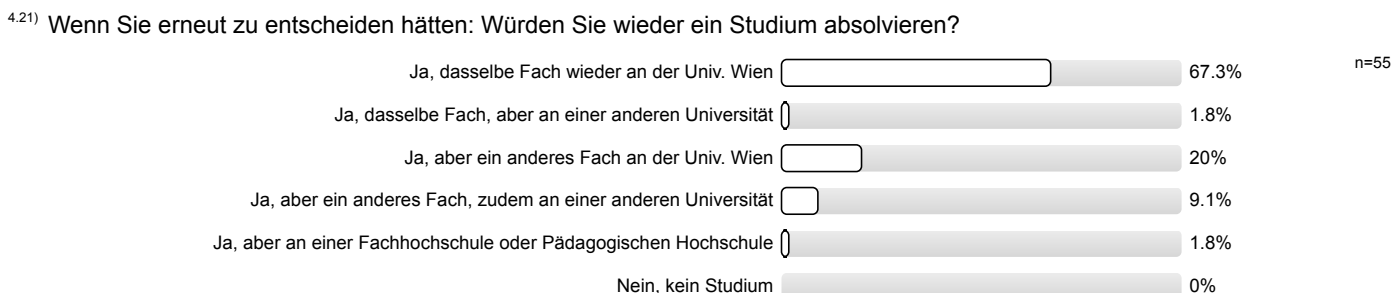 4.21) Wenn Sie erneut zu entscheiden hätten: Würden Sie wieder ein Studium absolvieren?
Ja, dasselbe Fach wieder an der Univ. Wien 67.3% n=55
Ja, dasselbe Fach, aber an einer anderen Universität 1.8%
Ja, aber ein anderes Fach an der Univ. Wien 20%
Ja, aber ein anderes Fach, zudem an einer anderen Universität 9.1%
Ja, aber an einer Fachhochschule oder Pädagogischen Hochschule 1.8%
Nein, kein Studium 0%